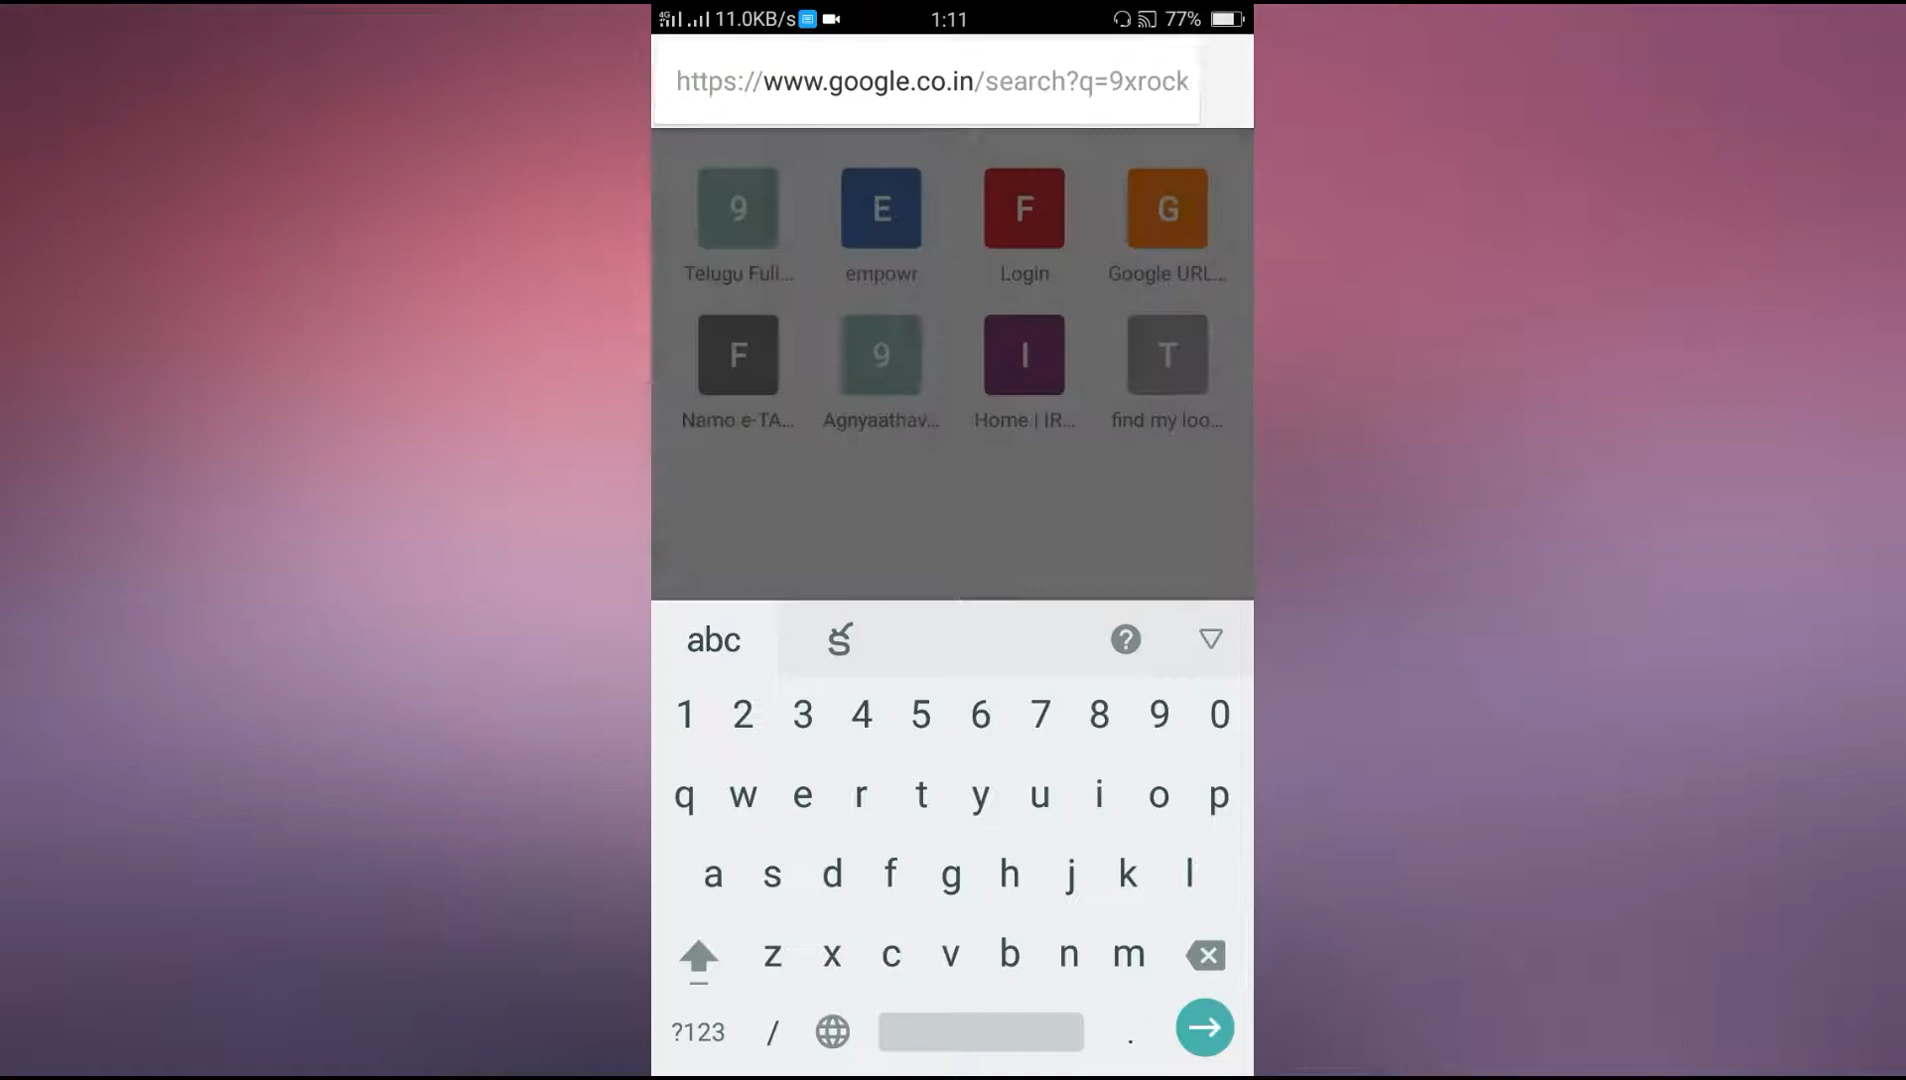 4G 11.0KB/s 1:11 77%
https://www.google.co.in/search?q=9xrock
9 E F G
Telugu Full... empowr Login Google URL...
F 9 I T
Namo e-TA... Agnyaathav... Home | IR... find my loo...
abc ?
1 2 3 4 5 6 7 8 9 0
q w e r t y u i o p
a s d f g h j k l
z x c v b n m
?123 / .